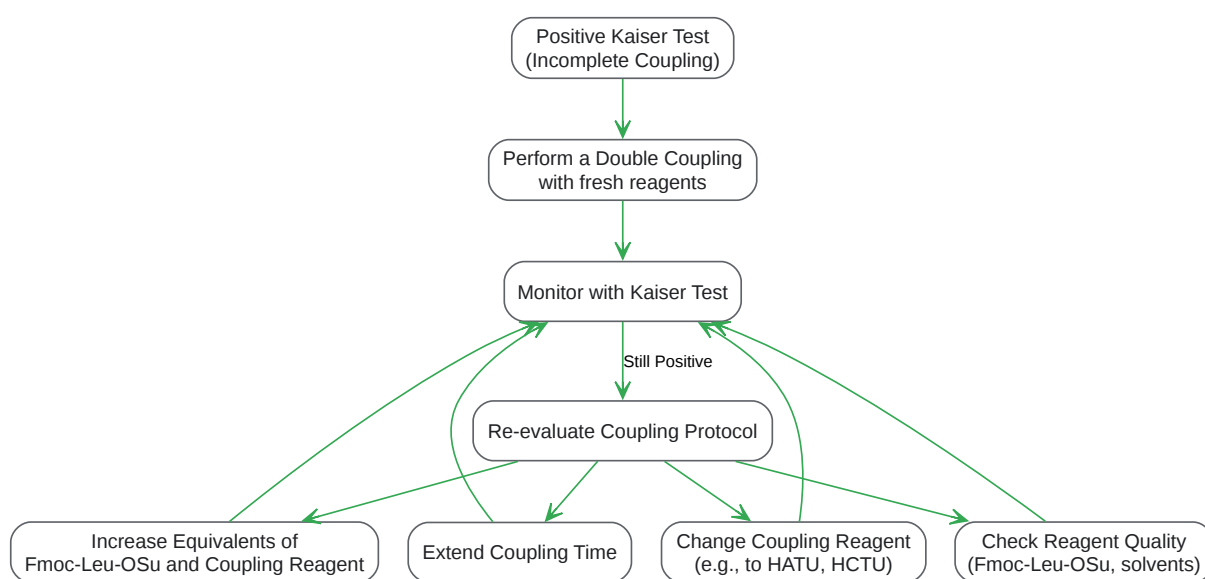 Positive Kaiser Test
(Incomplete Coupling)
Perform a Double Coupling
with fresh reagents
Monitor with Kaiser Test
Still Positive
Re-evaluate Coupling Protocol
Increase Equivalents of
Fmoc-Leu-OSu and Coupling Reagent
Extend Coupling Time
Change Coupling Reagent
(e.g., to HATU, HCTU)
Check Reagent Quality
(Fmoc-Leu-OSu, solvents)